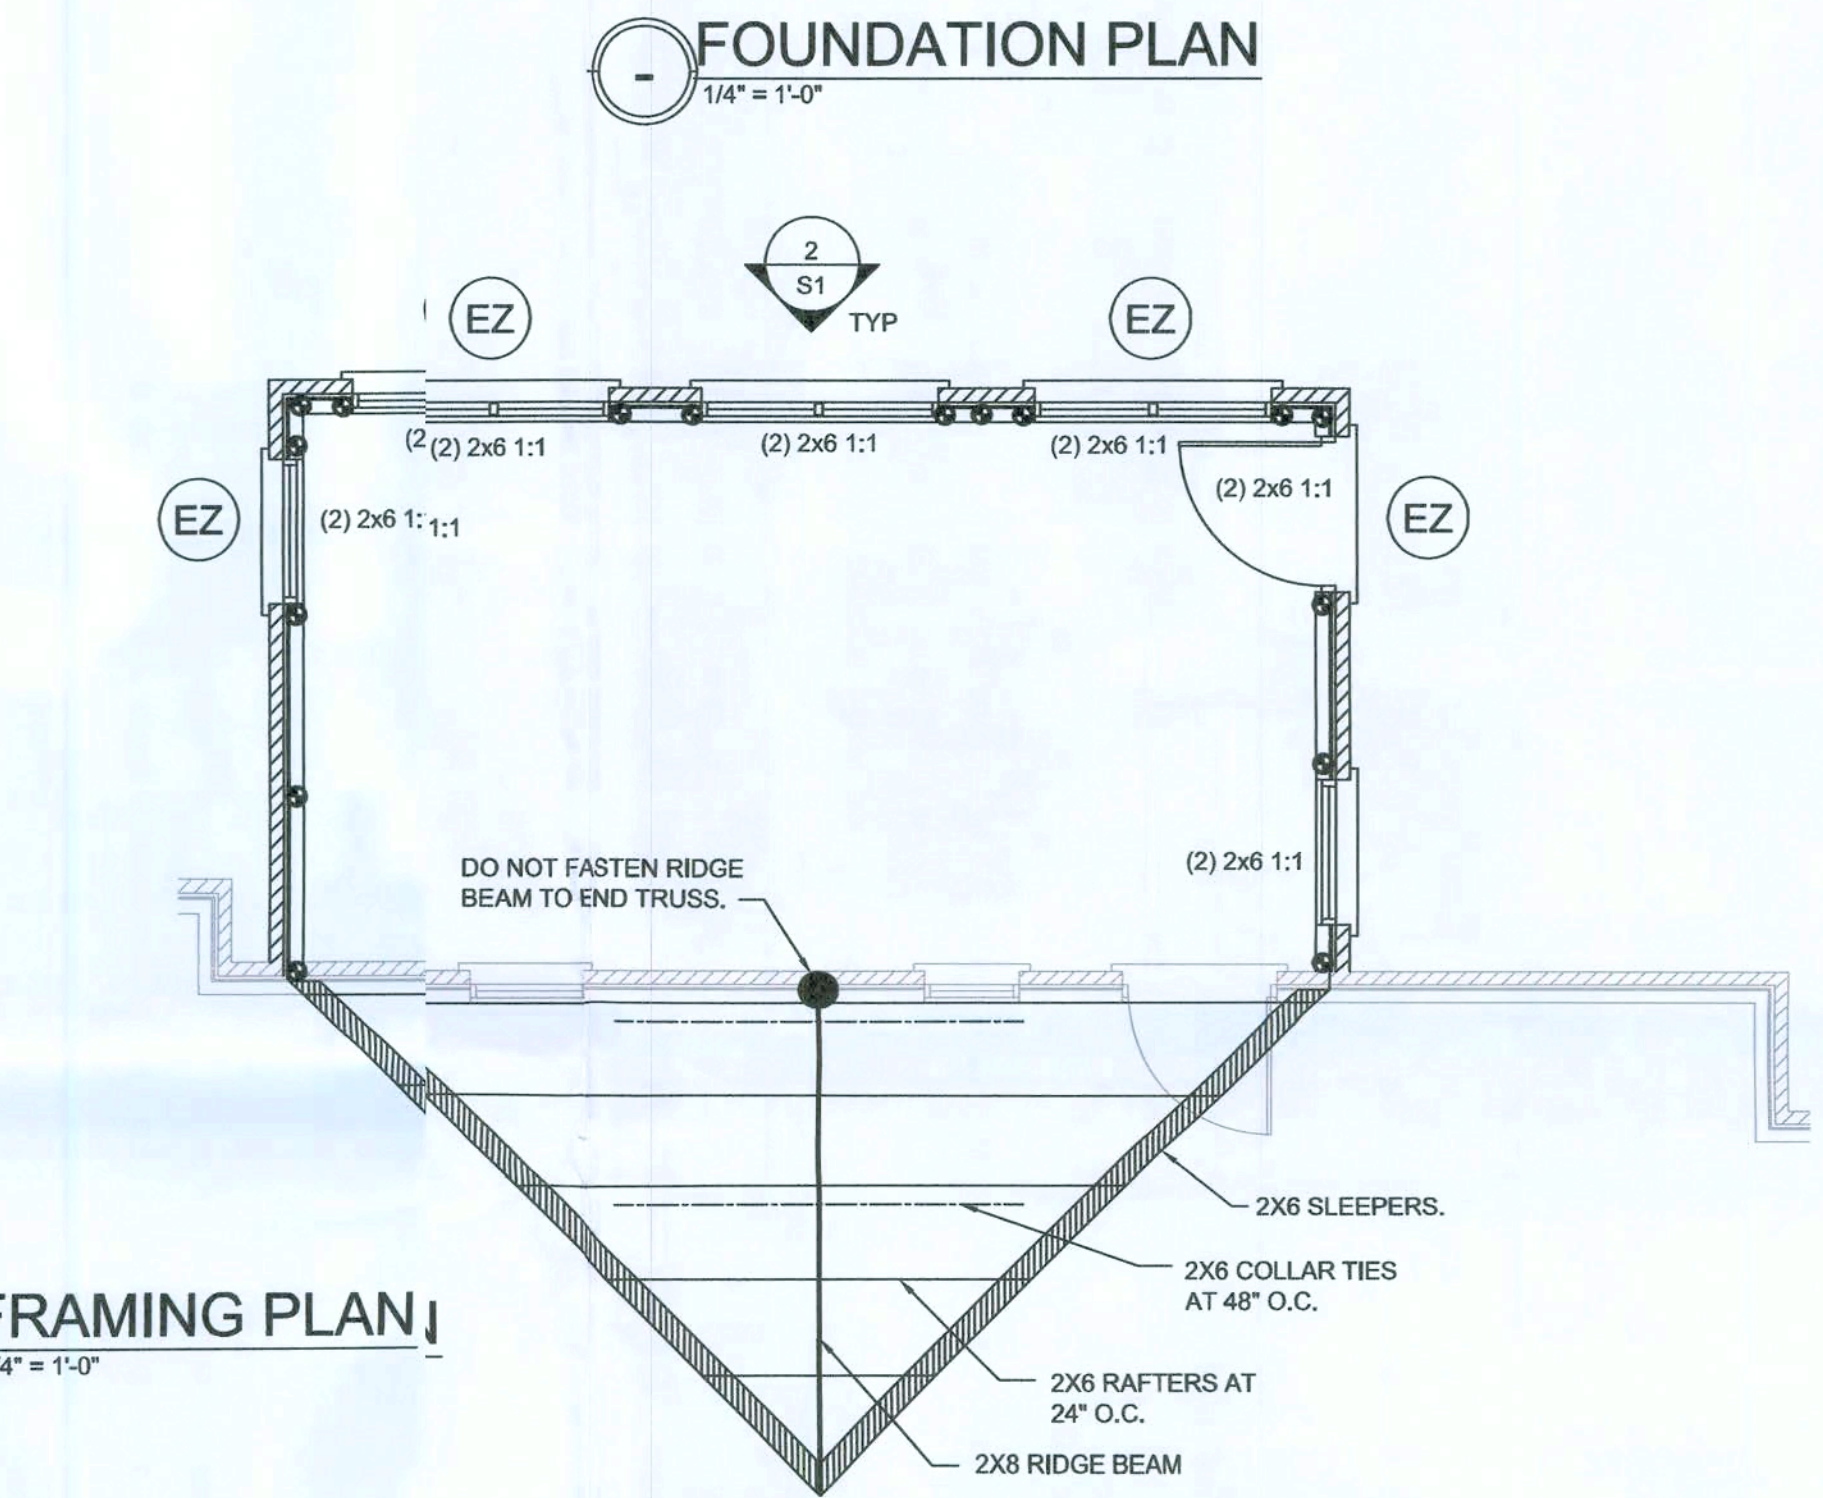 FOUNDATION PLAN
-
1/4" = 1'-0"
2
S1
TYP
EZ
EZ
(2
(2) 2x6 1:1
(2) 2x6 1:1
(2) 2x6 1:1
(2) 2x6 1:1
EZ
(2) 2x6 1:
1:1
EZ
DO NOT FASTEN RIDGE
BEAM TO END TRUSS.
(2) 2x6 1:1
2X6 SLEEPERS.
2X6 COLLAR TIES
AT 48" O.C.
FRAMING PLAN
4" = 1'-0"
2X6 RAFTERS AT
24" O.C.
2X8 RIDGE BEAM